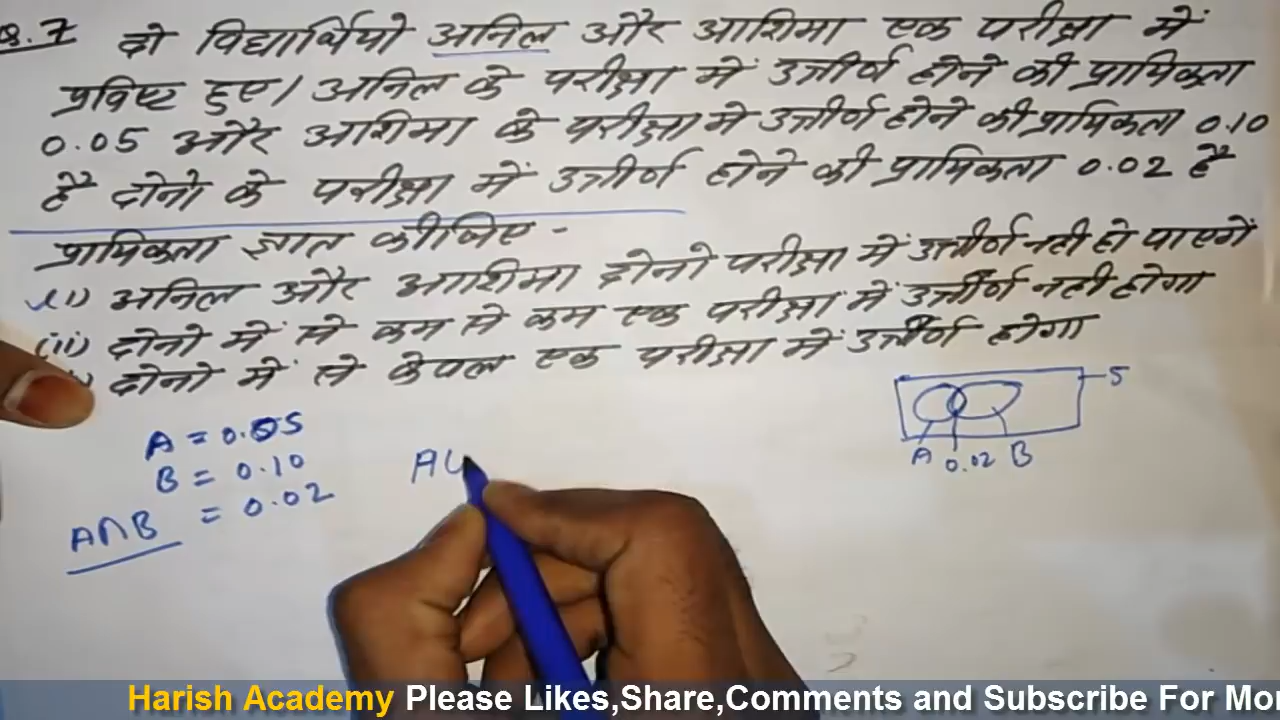 Q.7 दो विद्यार्थियो अनिल और आशिमा एक परीक्षा में
प्रविष्ट हुए। अनिल के परीक्षा में उत्तीर्ण होने की प्रायिकता
0.05 और आशिमा के परीक्षा मे उत्तीर्ण होने की प्रायिकता 0.10
है दोनो के परीक्षा में उत्तीर्ण होने की प्रायिकता 0.02 है
प्रायिकता ज्ञात कीजिए -
(i) अनिल और आशिमा दोनो परीक्षा में उत्तीर्ण नही हो पाएगें
(ii) दोनो में से कम से कम एक परीक्षा में उत्तीर्ण नही होगा
दोनो में से केवल एक परीक्षा में उत्तीर्ण होगा
S
A 0.02 B
A = 0.05
B = 0.10
A∩B = 0.02
AU
Harish Academy Please Likes,Share,Comments and Subscribe For Mor